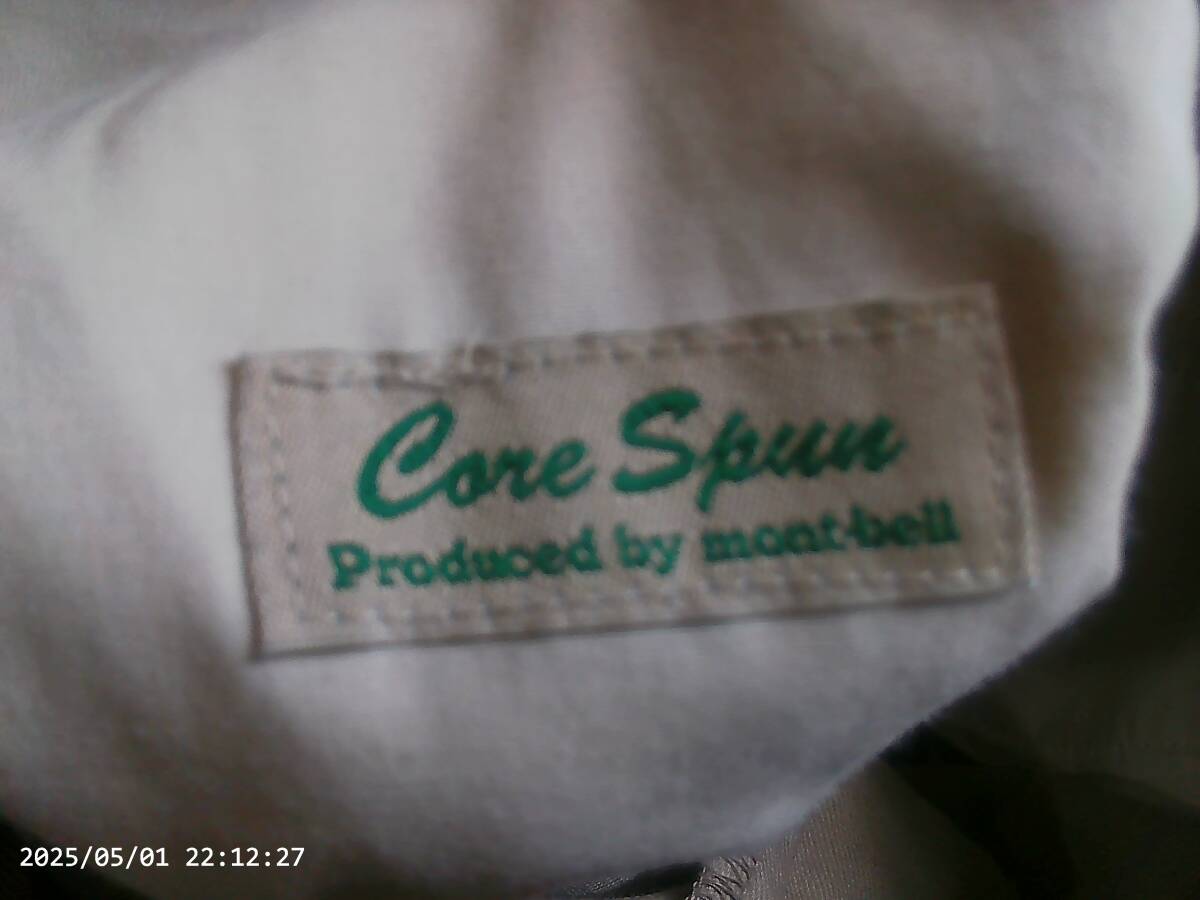 Core Spun
Produced by mont-bell
2025/05/01 22:12:27